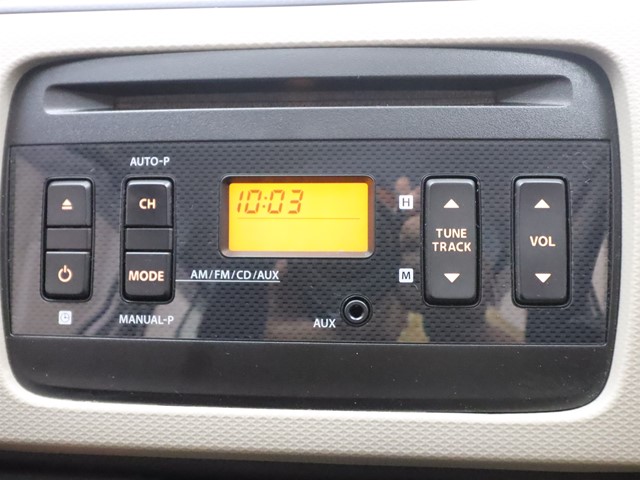 AUTO-P
CH
10:03
H
TUNE
TRACK
VOL
MODE
AM/FM/CD/AUX
M
C
MANUAL-P
AUX